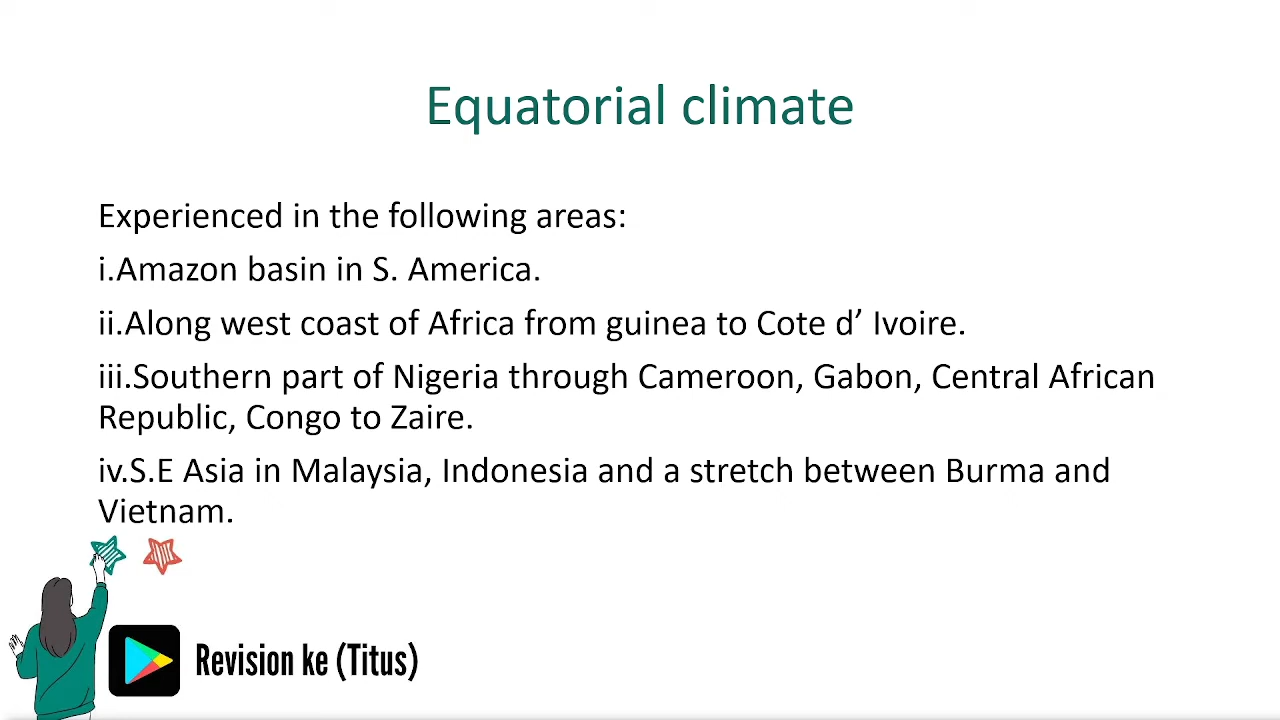 Equatorial climate
Experienced in the following areas:
i.Amazon basin in S. America.
ii.Along west coast of Africa from guinea to Cote d’ Ivoire.
iii.Southern part of Nigeria through Cameroon, Gabon, Central African
Republic, Congo to Zaire.
iv.S.E Asia in Malaysia, Indonesia and a stretch between Burma and
Vietnam.
Revision ke (Titus)